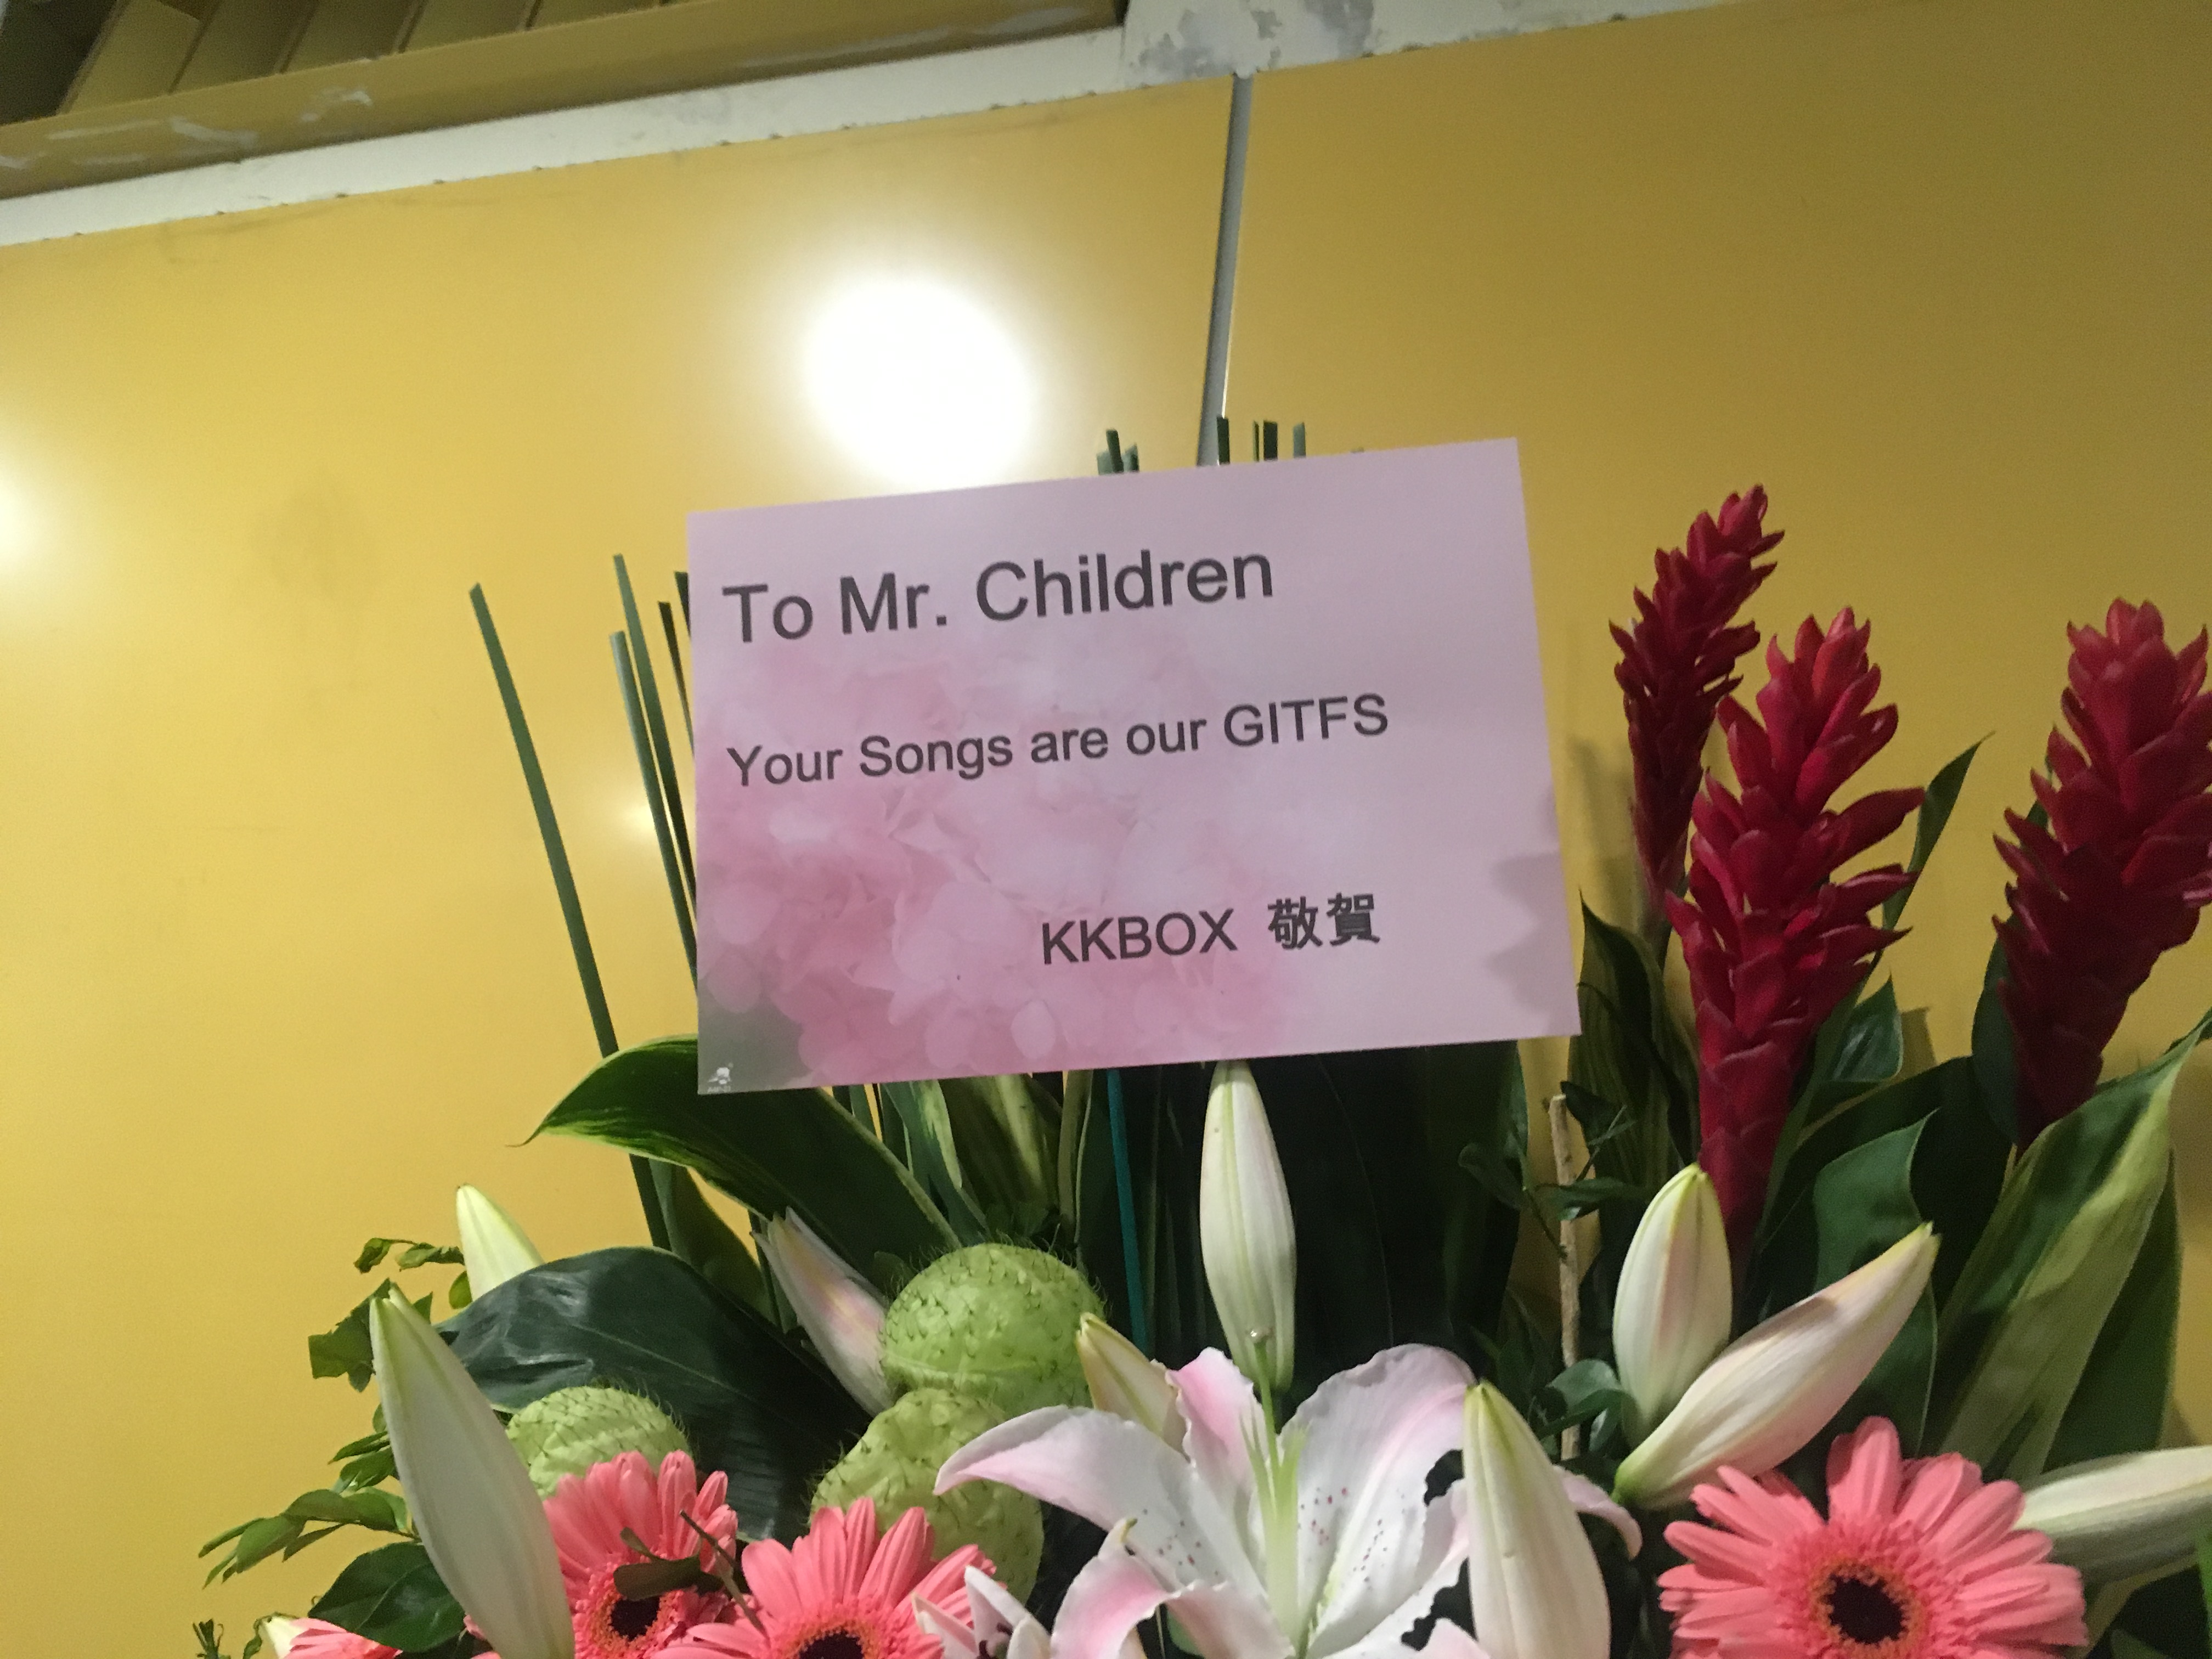 To Mr. Children
Your Songs are our GITFS
KKBOX 敬賀